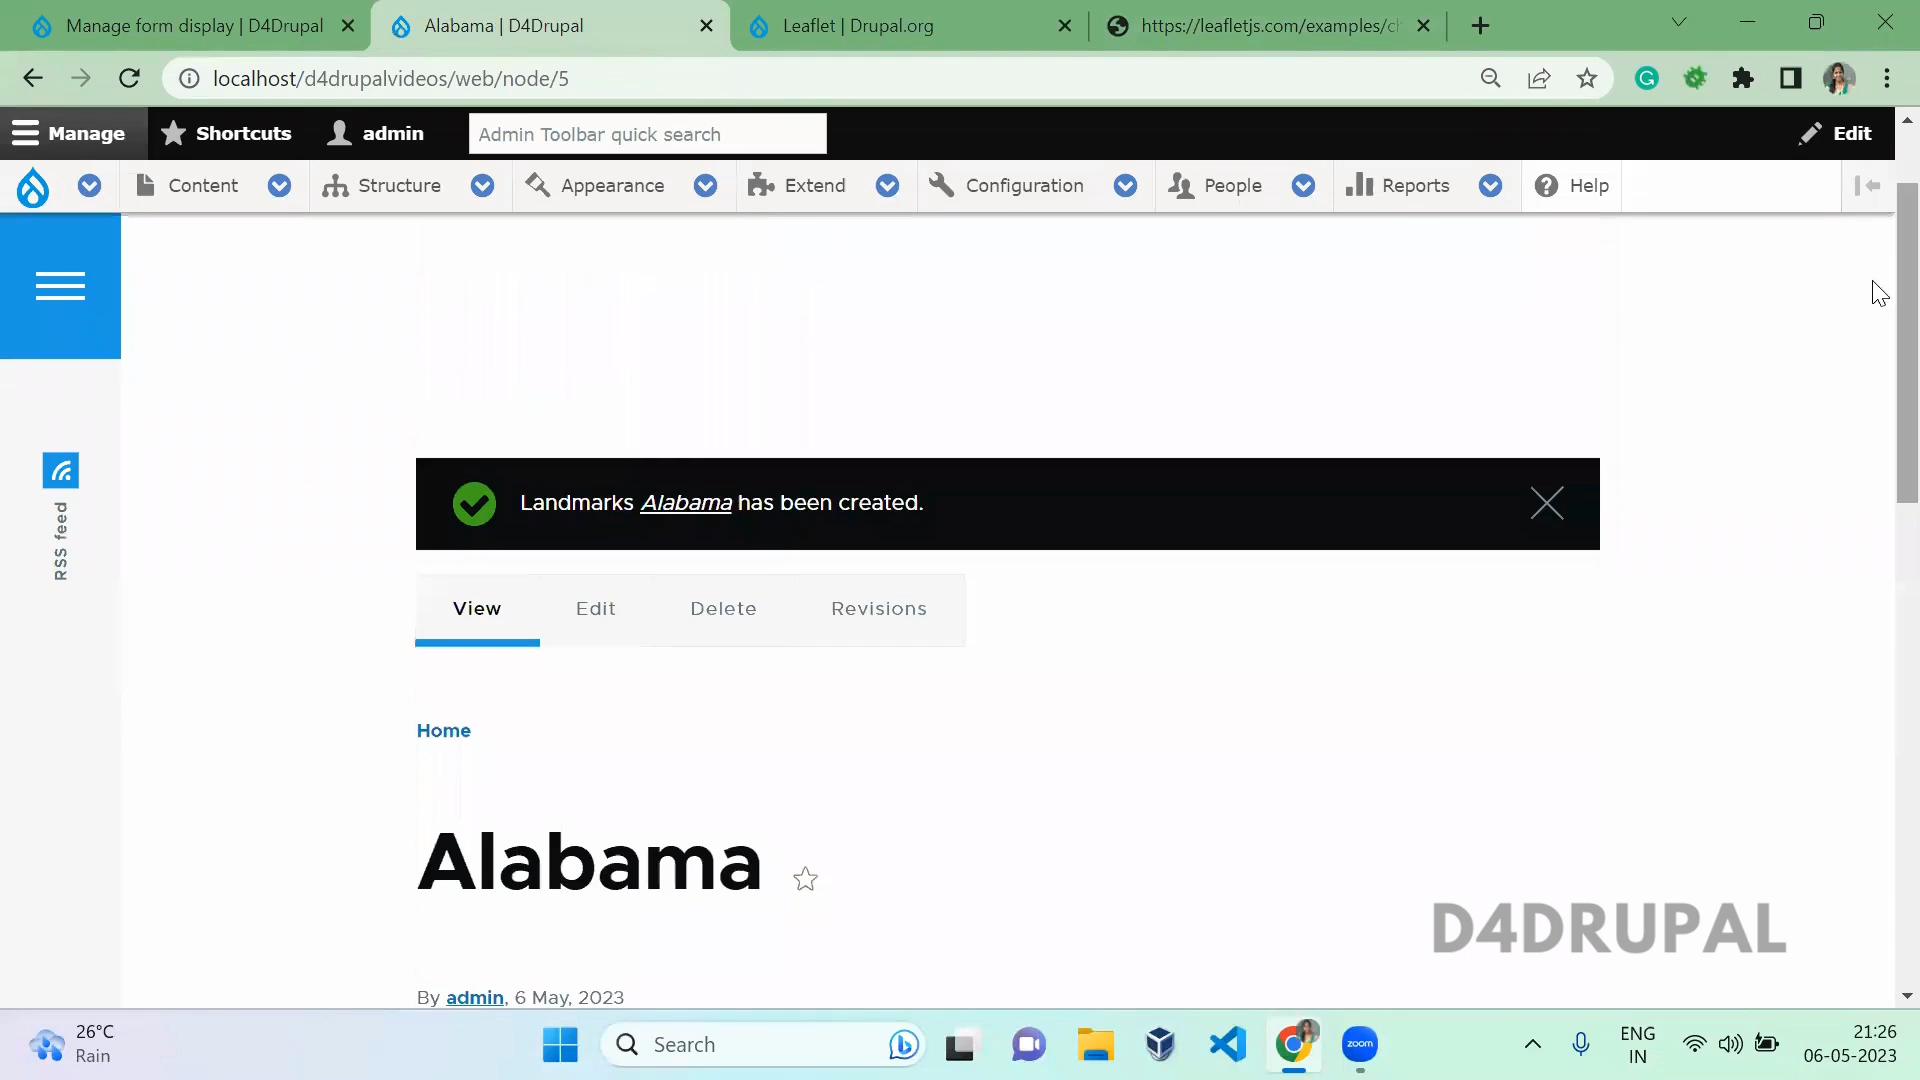 Manage form display | D4Drupal
Alabama | D4Drupal
Leaflet | Drupal.org
https://leafletjs.com/examples/ch
localhost/d4drupalvideos/web/node/5
Manage
Shortcuts
admin
Admin Toolbar quick search
Edit
Content
Structure
Appearance
Extend
Configuration
People
Reports
Help
RSS feed
Landmarks Alabama has been created.
View
Edit
Delete
Revisions
Home
Alabama
D4DRUPAL
By admin, 6 May, 2023
26°C
Rain
Search
zoom
ENG
IN
21:26
06-05-2023